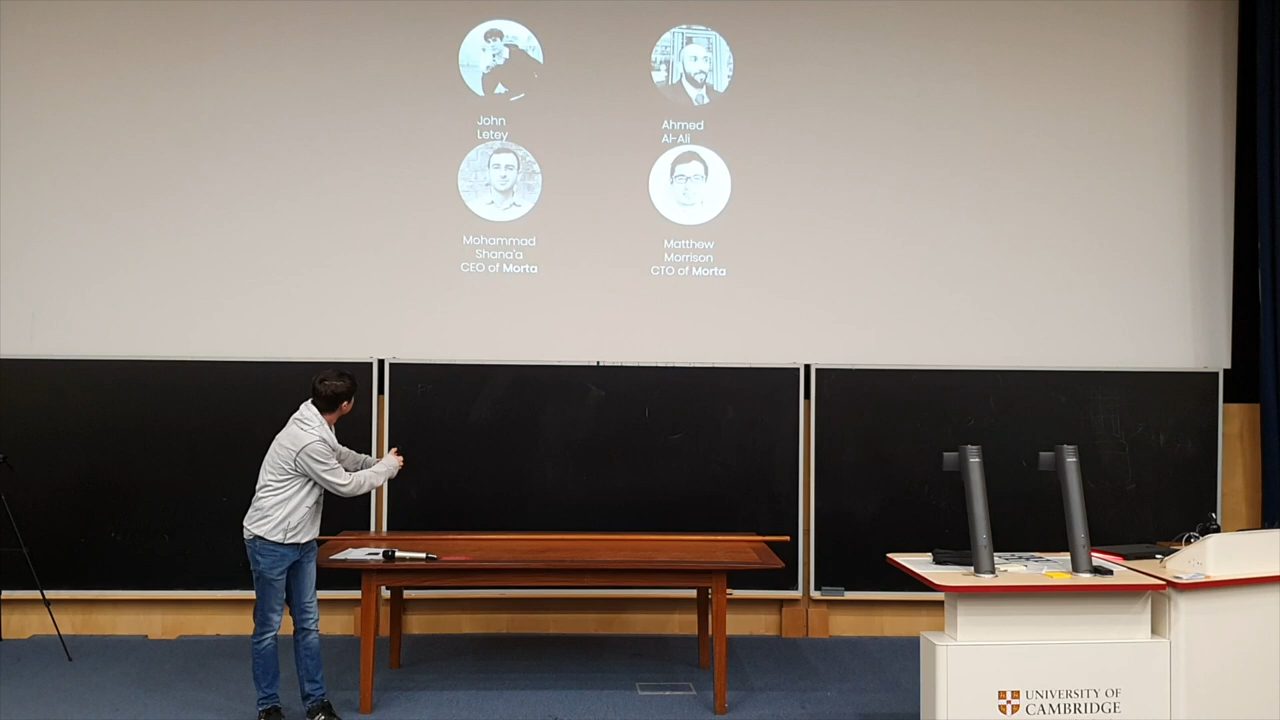 John
Letey
Ahmed
Al-Ali
Mohammad
Shana'a
CEO of Morta
Matthew
Morrison
CTO of Morta
UNIVERSITY OF
CAMBRIDGE